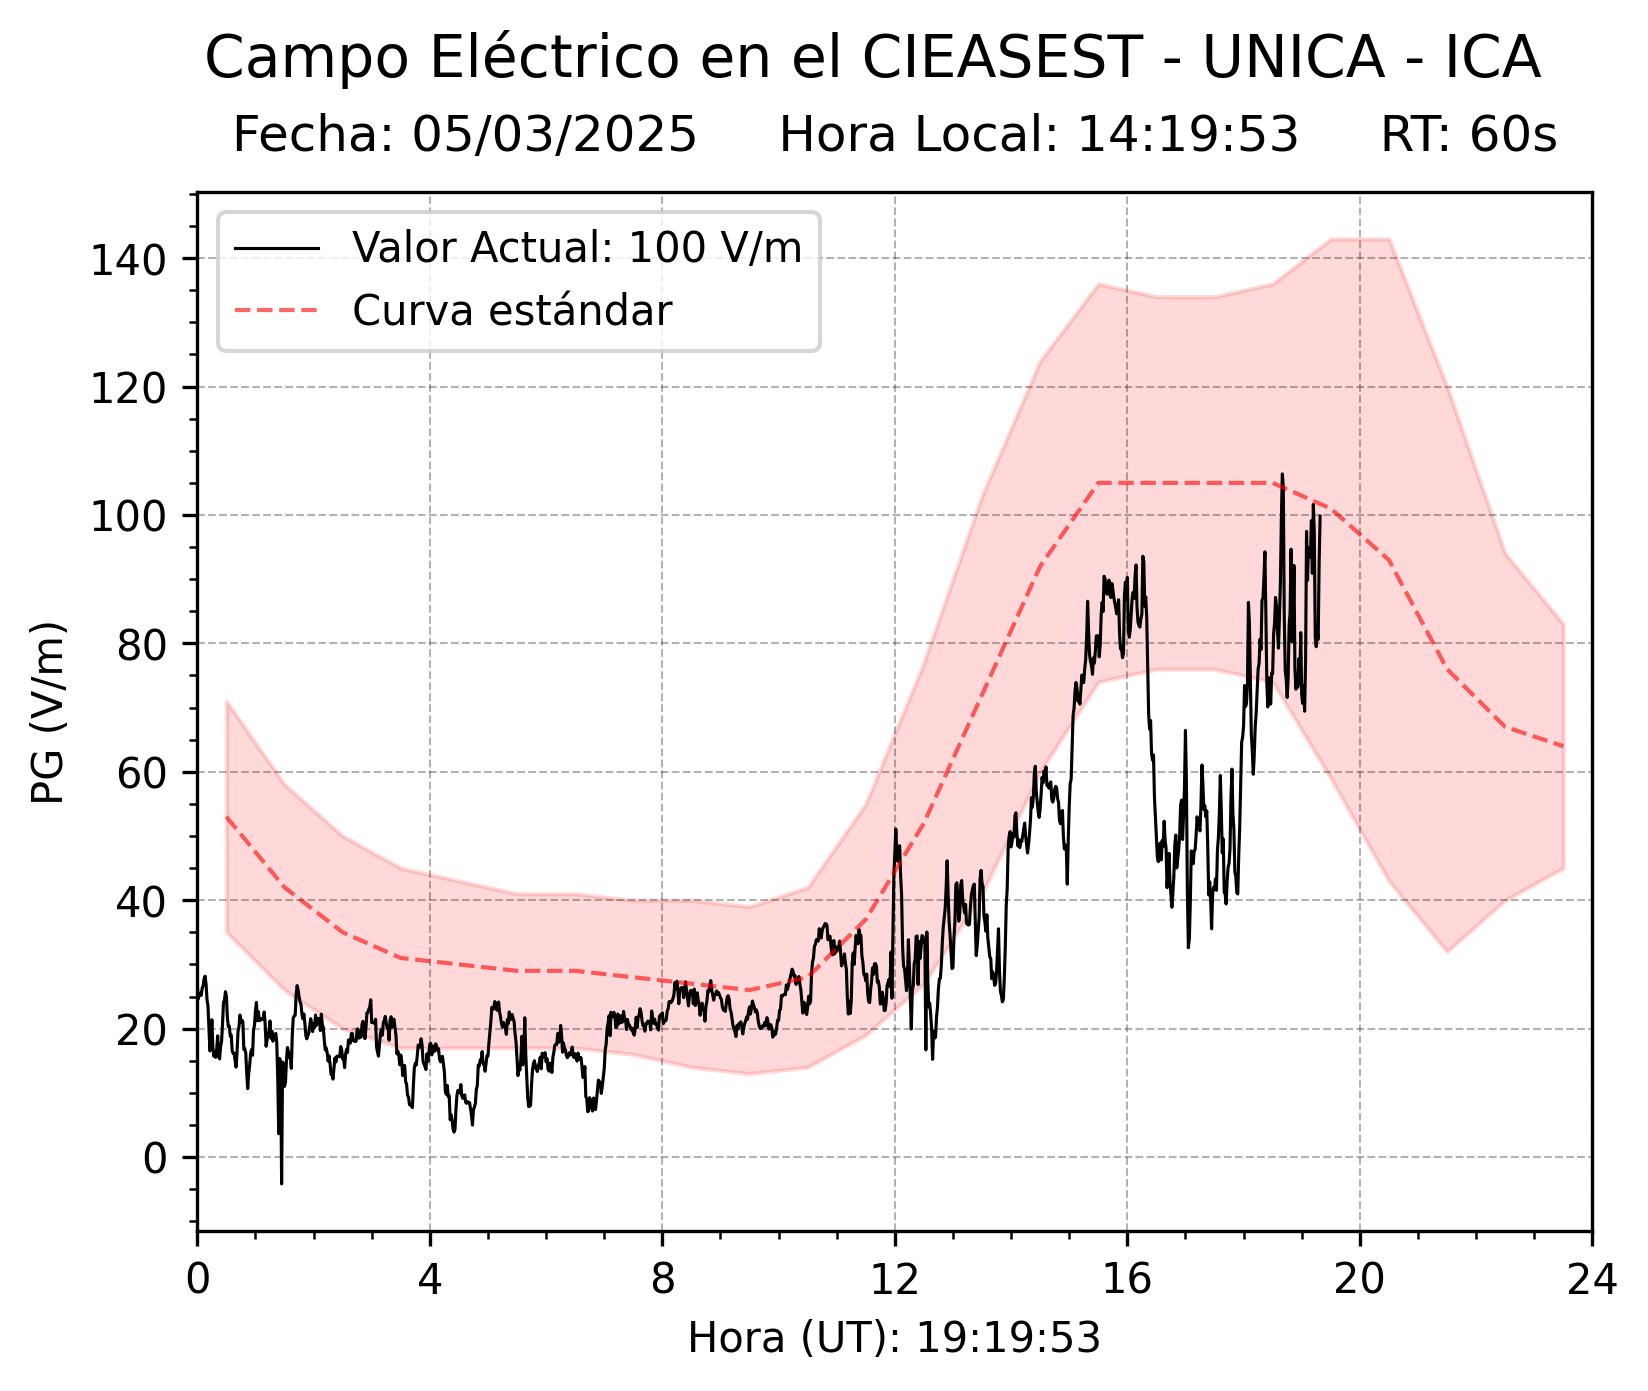 Campo Eléctrico en el CIEASEST - UNICA - ICA
Fecha: 05/03/2025 Hora Local: 14:19:53 RT: 60s
Valor Actual: 100 V/m
Curva estándar
PG (V/m)
140
120
100
80
60
40
20
0
0 4 8 12 16 20 24
Hora (UT): 19:19:53